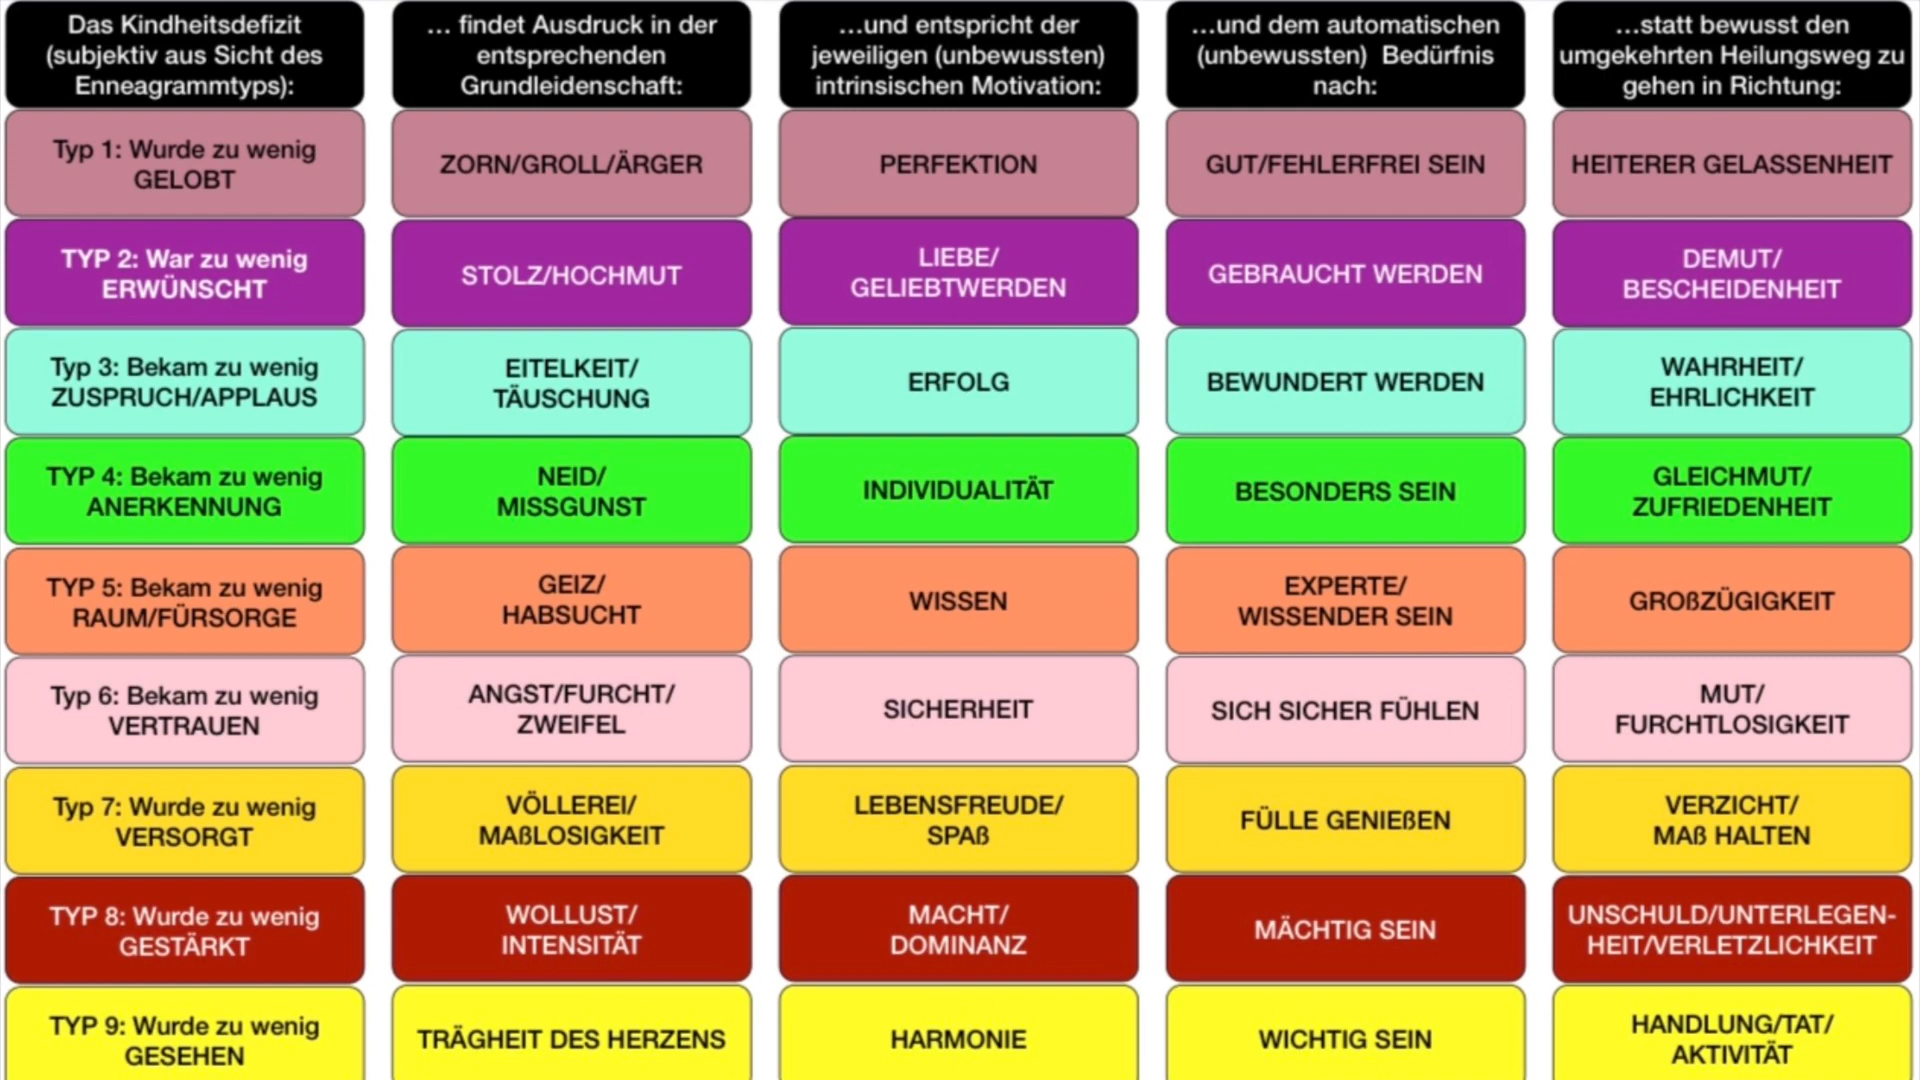 Das Kindheitsdefizit
(subjektiv aus Sicht des
Enneagrammtyps):
... findet Ausdruck in der
entsprechenden
Grundleidenschaft:
...und entspricht der
jeweiligen (unbewussten)
intrinsischen Motivation:
...und dem automatischen
(unbewussten) Bedürfnis
nach:
...statt bewusst den
umgekehrten Heilungsweg zu
gehen in Richtung:
Typ 1: Wurde zu wenig
GELOBT
ZORN/GROLL/ÄRGER
PERFEKTION
GUT/FEHLERFREI SEIN
HEITERER GELASSENHEIT
TYP 2: War zu wenig
ERWÜNSCHT
STOLZ/HOCHMUT
LIEBE/
GELIEBTWERDEN
GEBRAUCHT WERDEN
DEMUT/
BESCHEIDENHEIT
Typ 3: Bekam zu wenig
ZUSPRUCH/APPLAUS
EITELKEIT/
TÄUSCHUNG
ERFOLG
BEWUNDERT WERDEN
WAHRHEIT/
EHRLICHKEIT
TYP 4: Bekam zu wenig
ANERKENNUNG
NEID/
MISSGUNST
INDIVIDUALITÄT
BESONDERS SEIN
GLEICHMUT/
ZUFRIEDENHEIT
TYP 5: Bekam zu wenig
RAUM/FÜRSORGE
GEIZ/
HABSUCHT
WISSEN
EXPERTE/
WISSENDER SEIN
GROßZÜGIGKEIT
Typ 6: Bekam zu wenig
VERTRAUEN
ANGST/FURCHT/
ZWEIFEL
SICHERHEIT
SICH SICHER FÜHLEN
MUT/
FURCHTLOSIGKEIT
Typ 7: Wurde zu wenig
VERSORGT
VÖLLEREI/
MAßLOSIGKEIT
LEBENSFREUDE/
SPAß
FÜLLE GENIEßEN
VERZICHT/
MAß HALTEN
TYP 8: Wurde zu wenig
GESTÄRKT
WOLLUST/
INTENSITÄT
MACHT/
DOMINANZ
MÄCHTIG SEIN
UNSCHULD/UNTERLEGEN-
HEIT/VERLETZLICHKEIT
TYP 9: Wurde zu wenig
GESEHEN
TRÄGHEIT DES HERZENS
HARMONIE
WICHTIG SEIN
HANDLUNG/TAT/
AKTIVITÄT